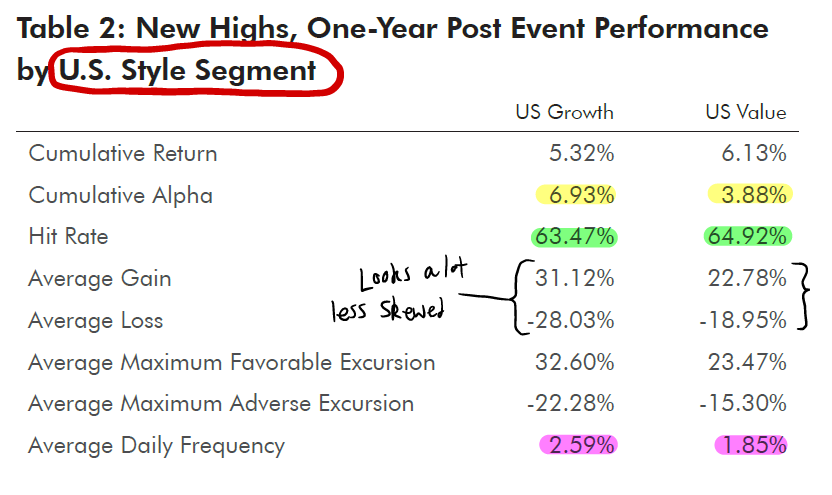 Table 2: New Highs, One-Year Post Event Performance
by U.S. Style Segment
US Growth US Value
Cumulative Return 5.32% 6.13%
Cumulative Alpha 6.93% 3.88%
Hit Rate 63.47% 64.92%
Average Gain 31.12% 22.78%
Looks a lot
less skewed
Average Loss -28.03% -18.95%
Average Maximum Favorable Excursion 32.60% 23.47%
Average Maximum Adverse Excursion -22.28% -15.30%
Average Daily Frequency 2.59% 1.85%